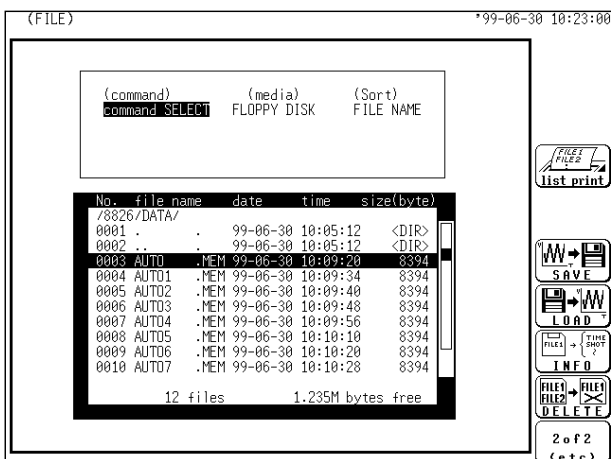 (FILE) '99-06-30 10:23:00
(command) (media) (Sort)
command SELECT FLOPPY DISK FILE NAME
No. file name date time size(byte)
/8826/DATA/
0001 . . 99-06-30 10:05:12 <DIR>
0002 .. . 99-06-30 10:05:12 <DIR>
0003 AUTO .MEM 99-06-30 10:09:20 8394
0004 AUTO1 .MEM 99-06-30 10:09:34 8394
0005 AUTO2 .MEM 99-06-30 10:09:40 8394
0006 AUTO3 .MEM 99-06-30 10:09:48 8394
0007 AUTO4 .MEM 99-06-30 10:09:56 8394
0008 AUTO5 .MEM 99-06-30 10:10:10 8394
0009 AUTO6 .MEM 99-06-30 10:10:20 8394
0010 AUTO7 .MEM 99-06-30 10:10:28 8394
12 files 1.235M bytes free
FILE1
FILE2
list print
SAVE
LOAD
FILE1 TIME
SHOT
INFO
FILE1 FILE1
FILE2
DELETE
2of2
(etc)